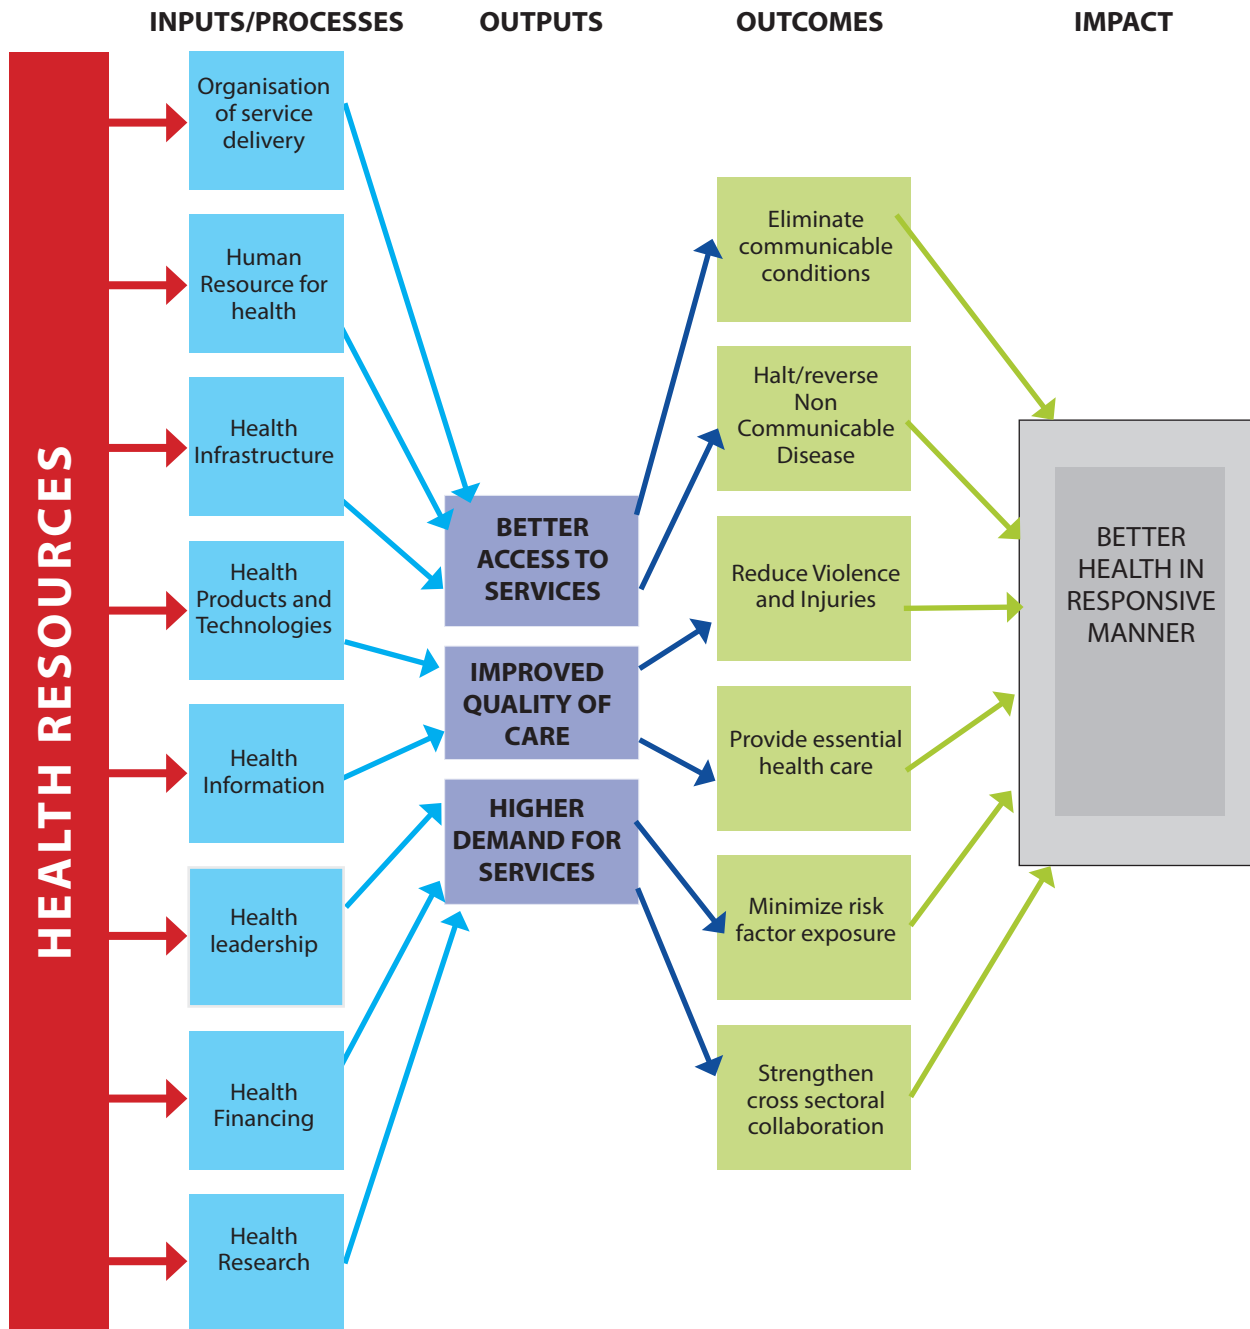 INPUTS/PROCESSES
OUTPUTS
OUTCOMES
IMPACT
HEALTH RESOURCES
Organisation
of service
delivery
Human
Resource for
health
Health
Infrastructure
Health
Products and
Technologies
Health
Information
Health
leadership
Health
Financing
Health
Research
BETTER
ACCESS TO
SERVICES
IMPROVED
QUALITY OF
CARE
HIGHER
DEMAND FOR
SERVICES
Eliminate
communicable
conditions
Halt/reverse
Non
Communicable
Disease
Reduce Violence
and Injuries
Provide essential
health care
Minimize risk
factor exposure
Strengthen
cross sectoral
collaboration
BETTER
HEALTH IN
RESPONSIVE
MANNER